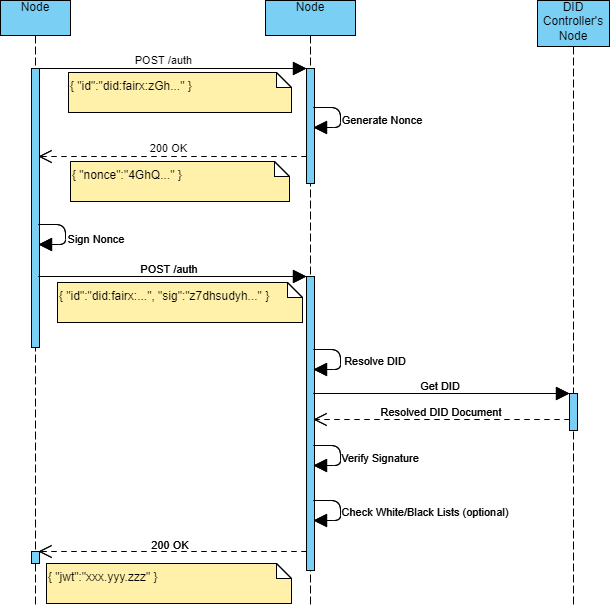 Node
Node
DID
Controller's
Node
POST /auth
{ "id":"did:fairx:zGh..." }
Generate Nonce
200 OK
{ "nonce":"4GhQ..." }
Sign Nonce
POST /auth
{ "id":"did:fairx:...", "sig":"z7dhsudyh..." }
Resolve DID
Get DID
Resolved DID Document
Verify Signature
Check White/Black Lists (optional)
200 OK
{ "jwt":"xxx.yyy.zzz" }